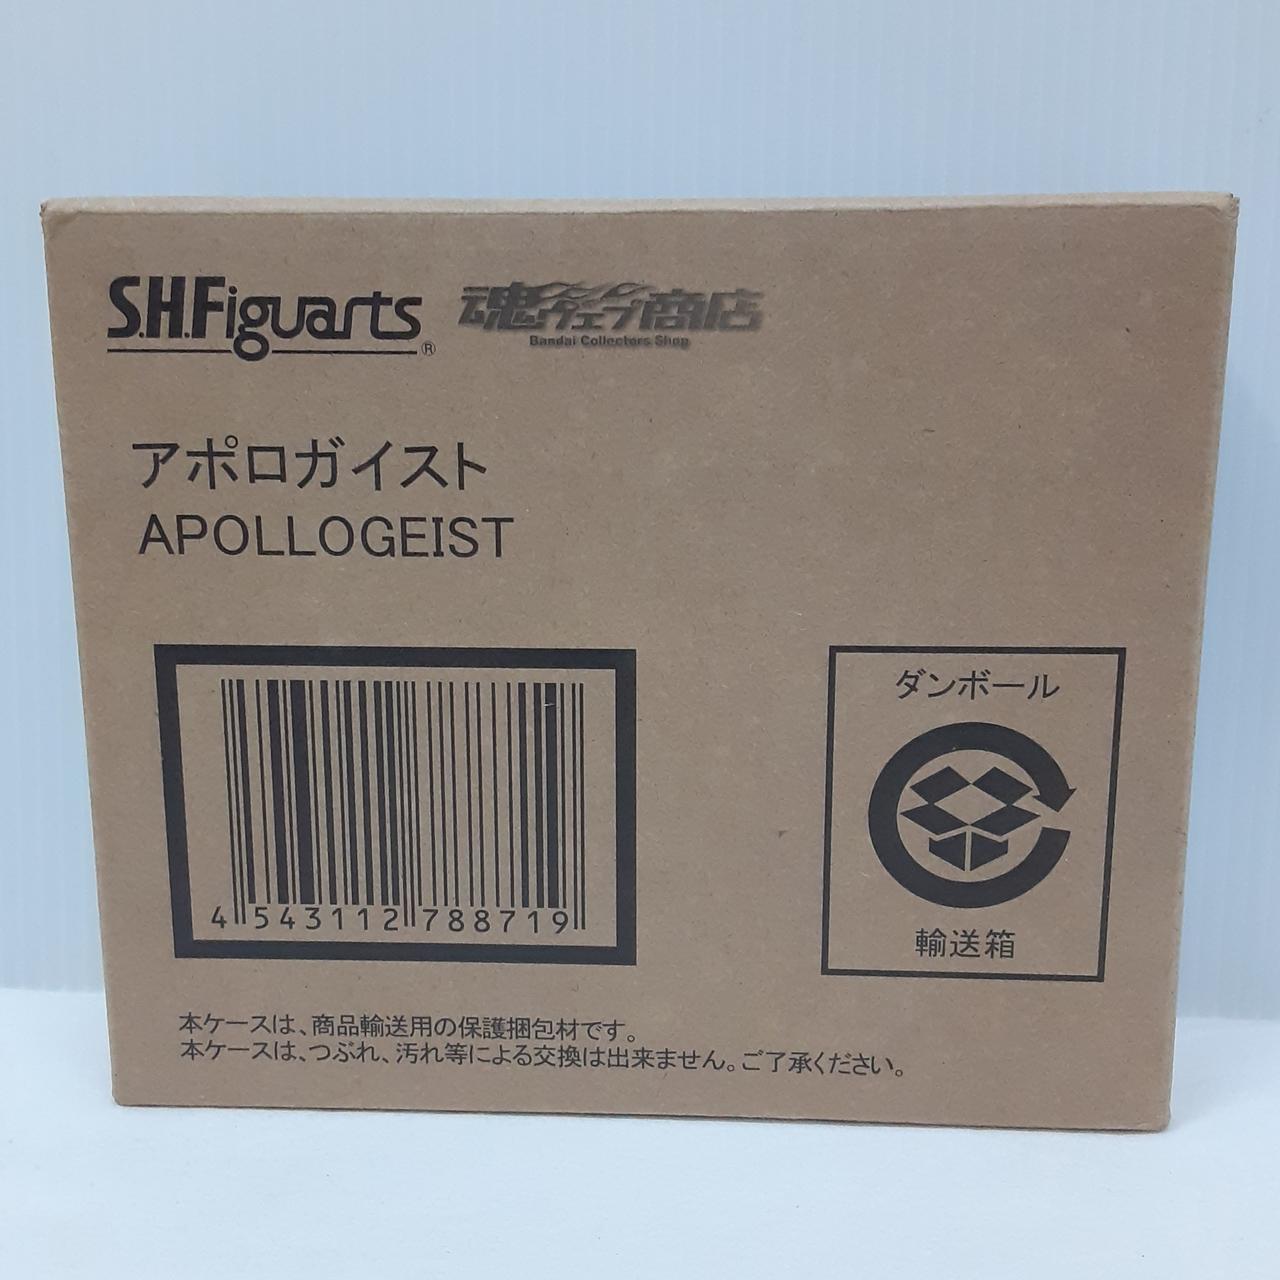 S.H.Figuarts® 魂ウェブ商店
Bandai Collectors Shop
アポロガイスト
APOLLOGEIST
4 543112 788719
ダンボール
輸送箱
本ケースは、商品輸送用の保護梱包材です。
本ケースは、つぶれ、汚れ等による交換は出来ません。ご了承ください。